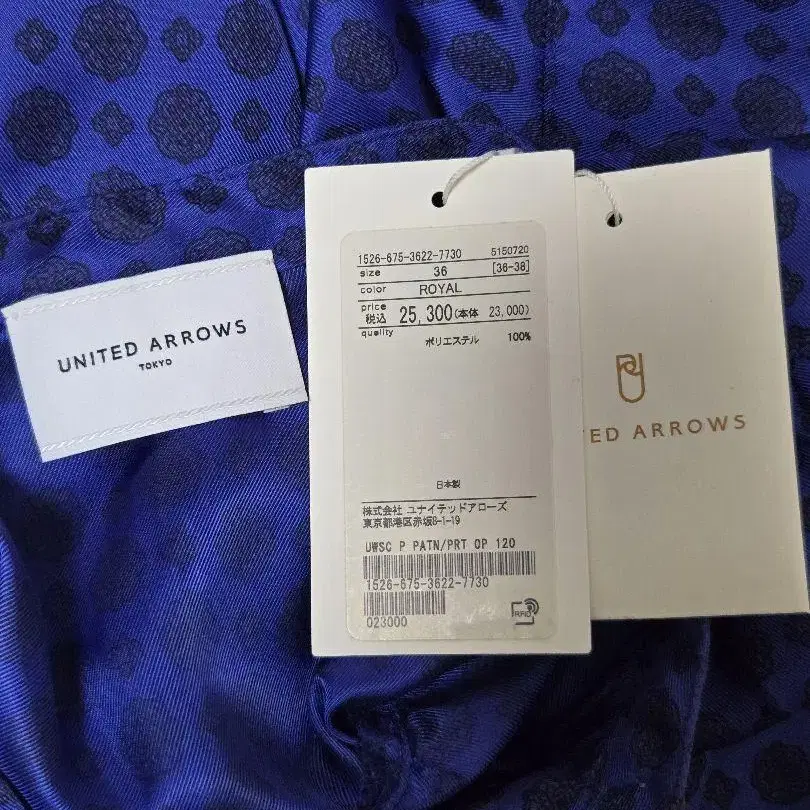 UNITED ARROWS
TOKYO
1526-675-3622-7730 5150720
size 36 [36-38]
color ROYAL
price
税込 25,300(本体 23,000)
quality
ポリエステル 100%
日本製
株式会社 ユナイテッドアローズ
東京都港区赤坂8-1-19
UWSC P PATN/PRT OP 120
1526-675-3622-7730
023000
RFID
TED ARROWS